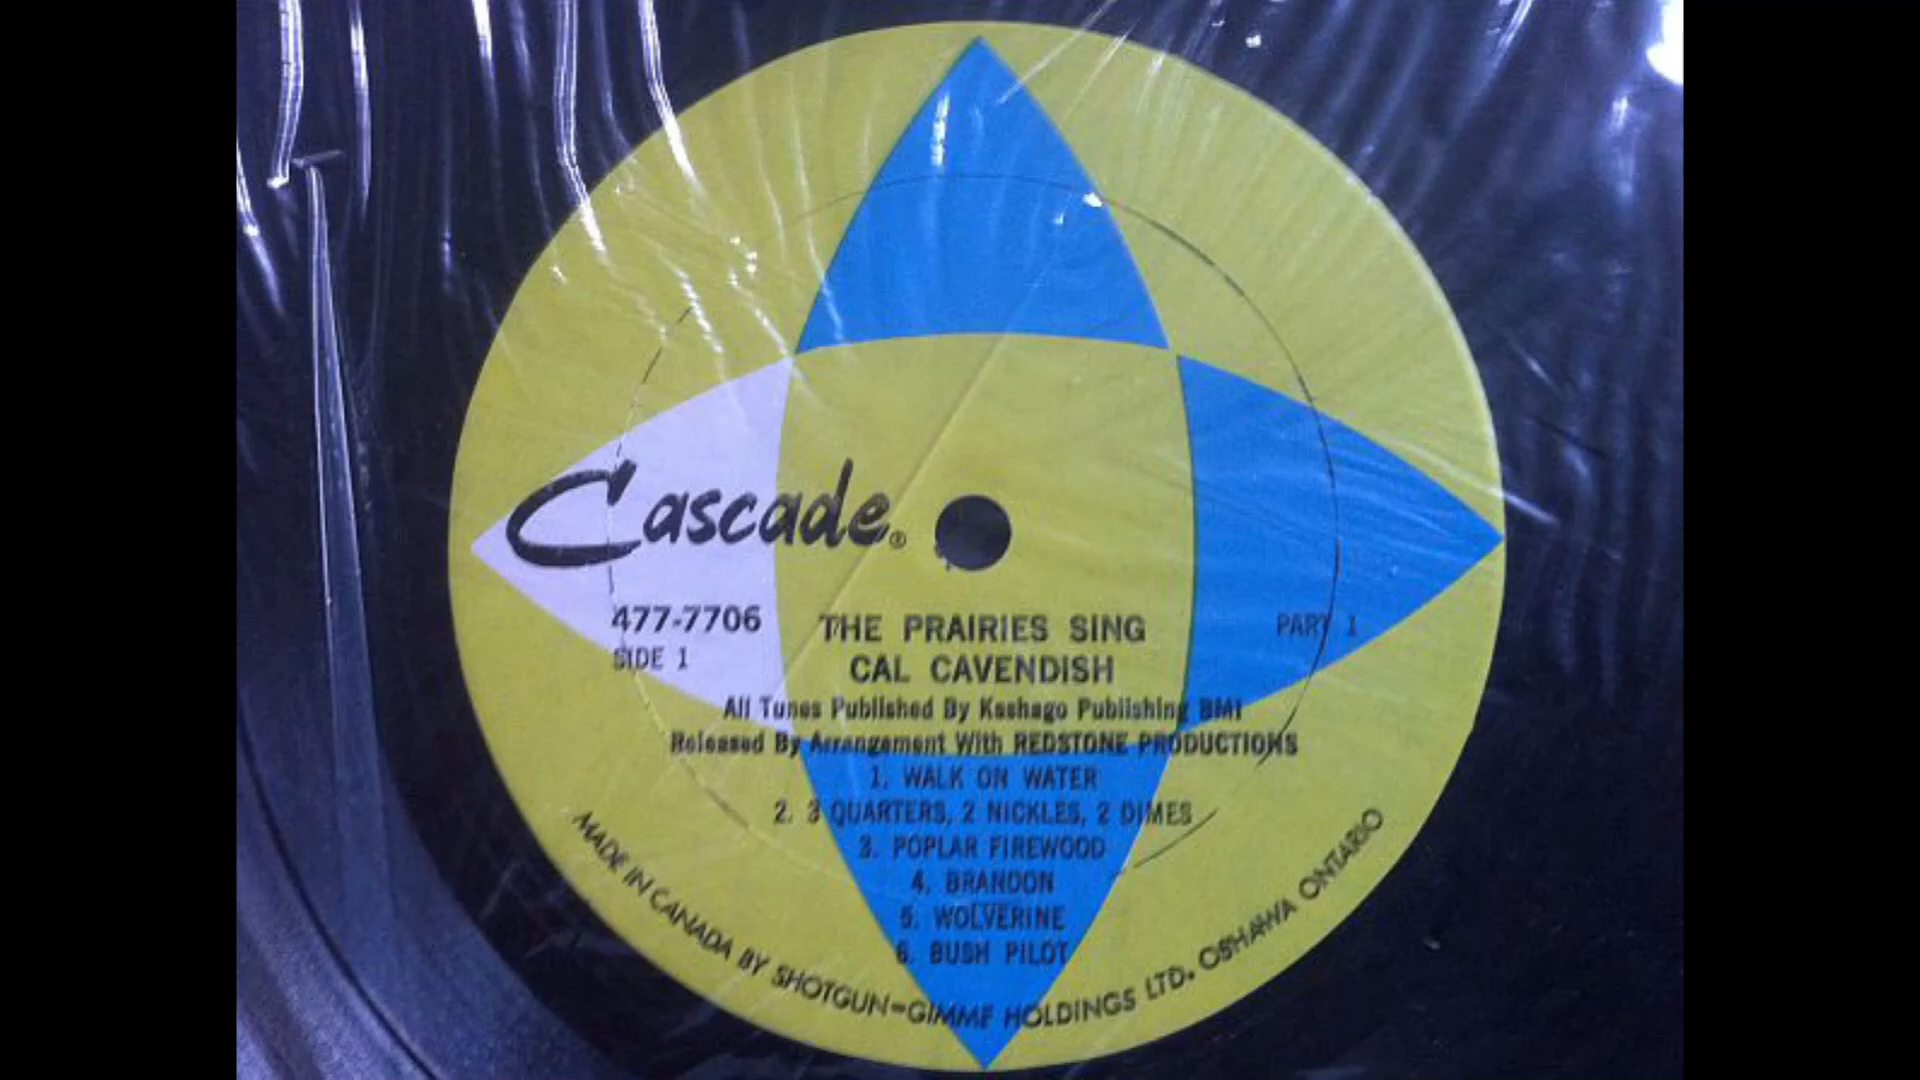 Cascade®
477-7706
SIDE 1
PART 1
THE PRAIRIES SING
CAL CAVENDISH
All Tunes Published By Kashago Publishing BMI
Released By Arrangement With REDSTONE PRODUCTIONS
1. WALK ON WATER
2. 3 QUARTERS, 2 NICKLES, 2 DIMES
3. POPLAR FIREWOOD
4. BRANDON
5. WOLVERINE
6. BUSH PILOT
MADE IN CANADA BY SHOTGUN-GIMMF HOLDINGS LTD. OSHAWA ONTARIO